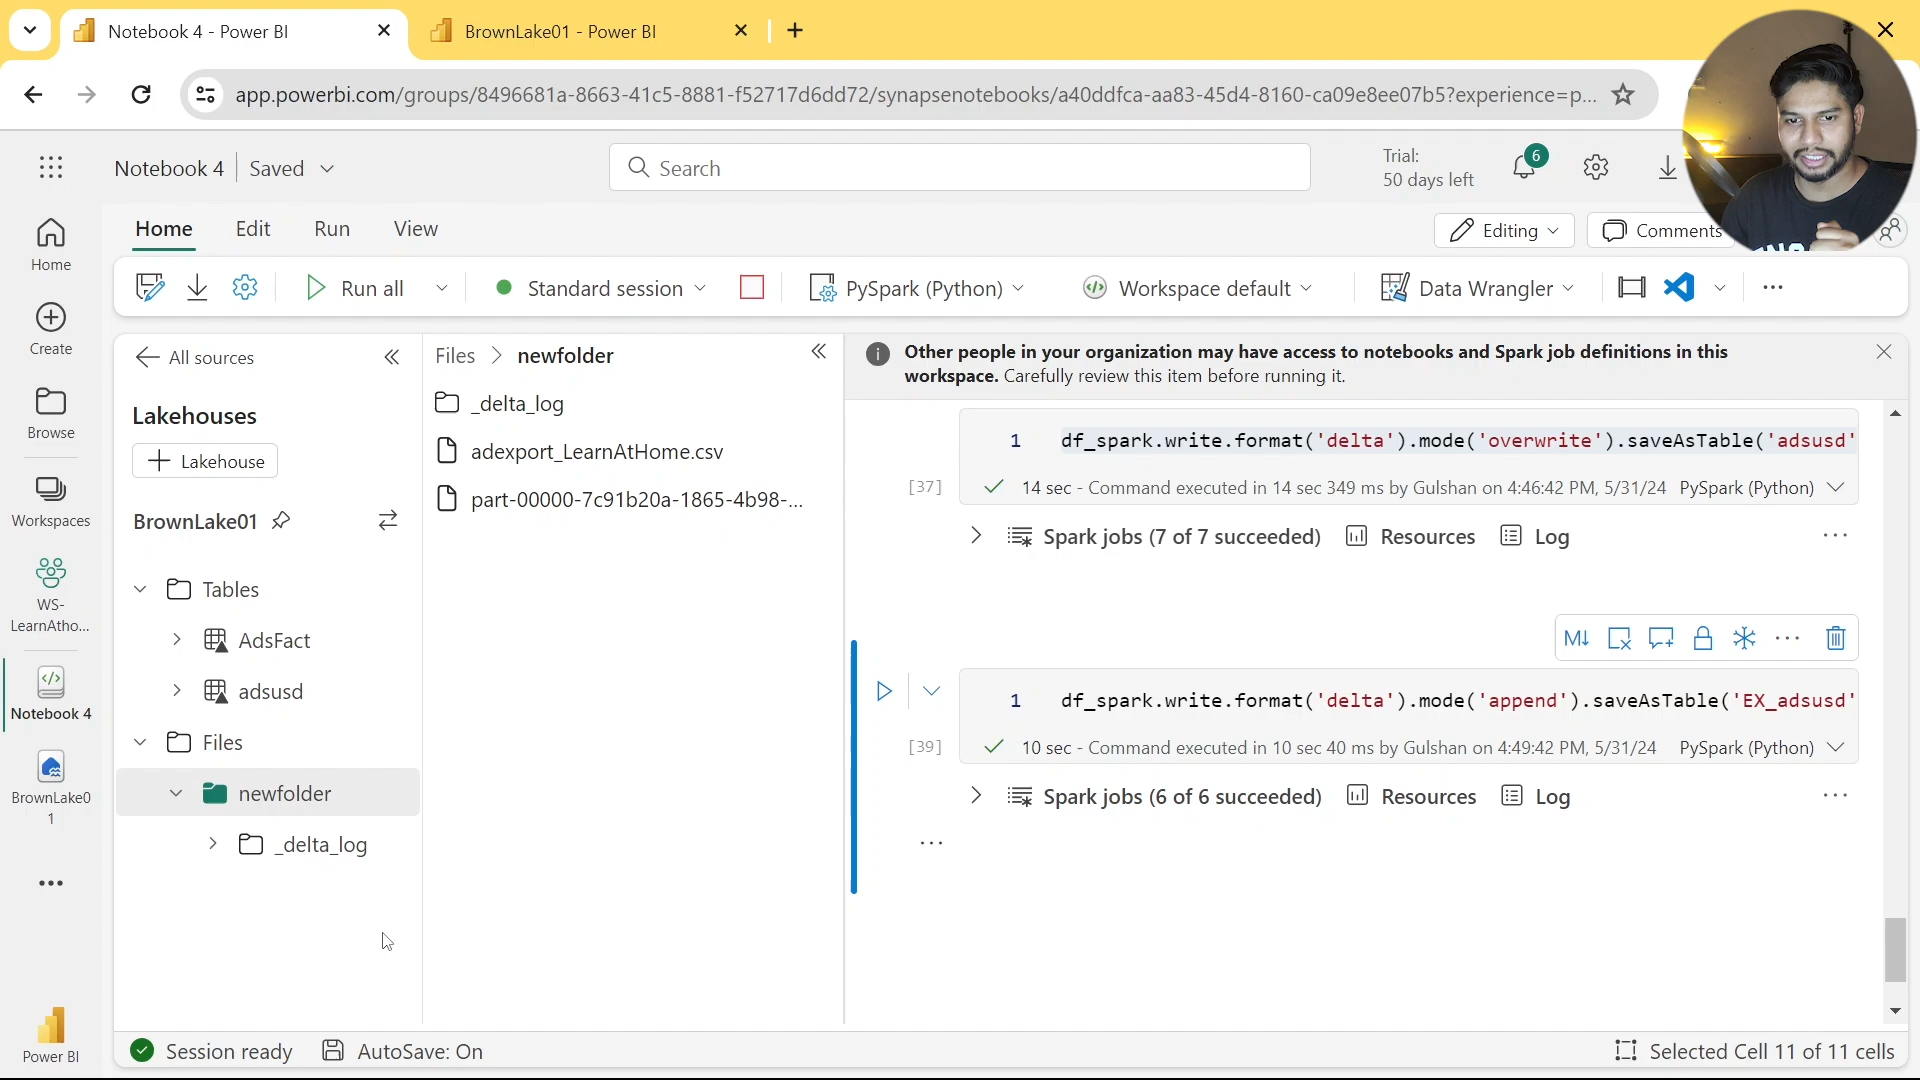 Notebook 4 - Power BI
BrownLake01 - Power BI
app.powerbi.com/groups/8496681a-8663-41c5-8881-f52717d6dd72/synapsenotebooks/a40ddfca-aa83-45d4-8160-ca09e8ee07b5?experience=p...
Notebook 4 | Saved
Search
Trial:
50 days left
6
Home
Edit
Run
View
Editing
Comments
Run all
Standard session
PySpark (Python)
Workspace default
Data Wrangler
Home
Create
Browse
Workspaces
WS-
LearnAtho...
Notebook 4
BrownLake0
1
Power BI
All sources
Lakehouses
Lakehouse
BrownLake01
Tables
AdsFact
adsusd
Files
newfolder
_delta_log
Files > newfolder
_delta_log
adexport_LearnAtHome.csv
part-00000-7c91b20a-1865-4b98-...
Other people in your organization may have access to notebooks and Spark job definitions in this
workspace. Carefully review this item before running it.
1 df_spark.write.format('delta').mode('overwrite').saveAsTable('adsusd'
[37] 14 sec - Command executed in 14 sec 349 ms by Gulshan on 4:46:42 PM, 5/31/24 PySpark (Python)
Spark jobs (7 of 7 succeeded) Resources Log
M↓
1 df_spark.write.format('delta').mode('append').saveAsTable('EX_adsusd'
[39] 10 sec - Command executed in 10 sec 40 ms by Gulshan on 4:49:42 PM, 5/31/24 PySpark (Python)
Spark jobs (6 of 6 succeeded) Resources Log
Session ready
AutoSave: On
Selected Cell 11 of 11 cells